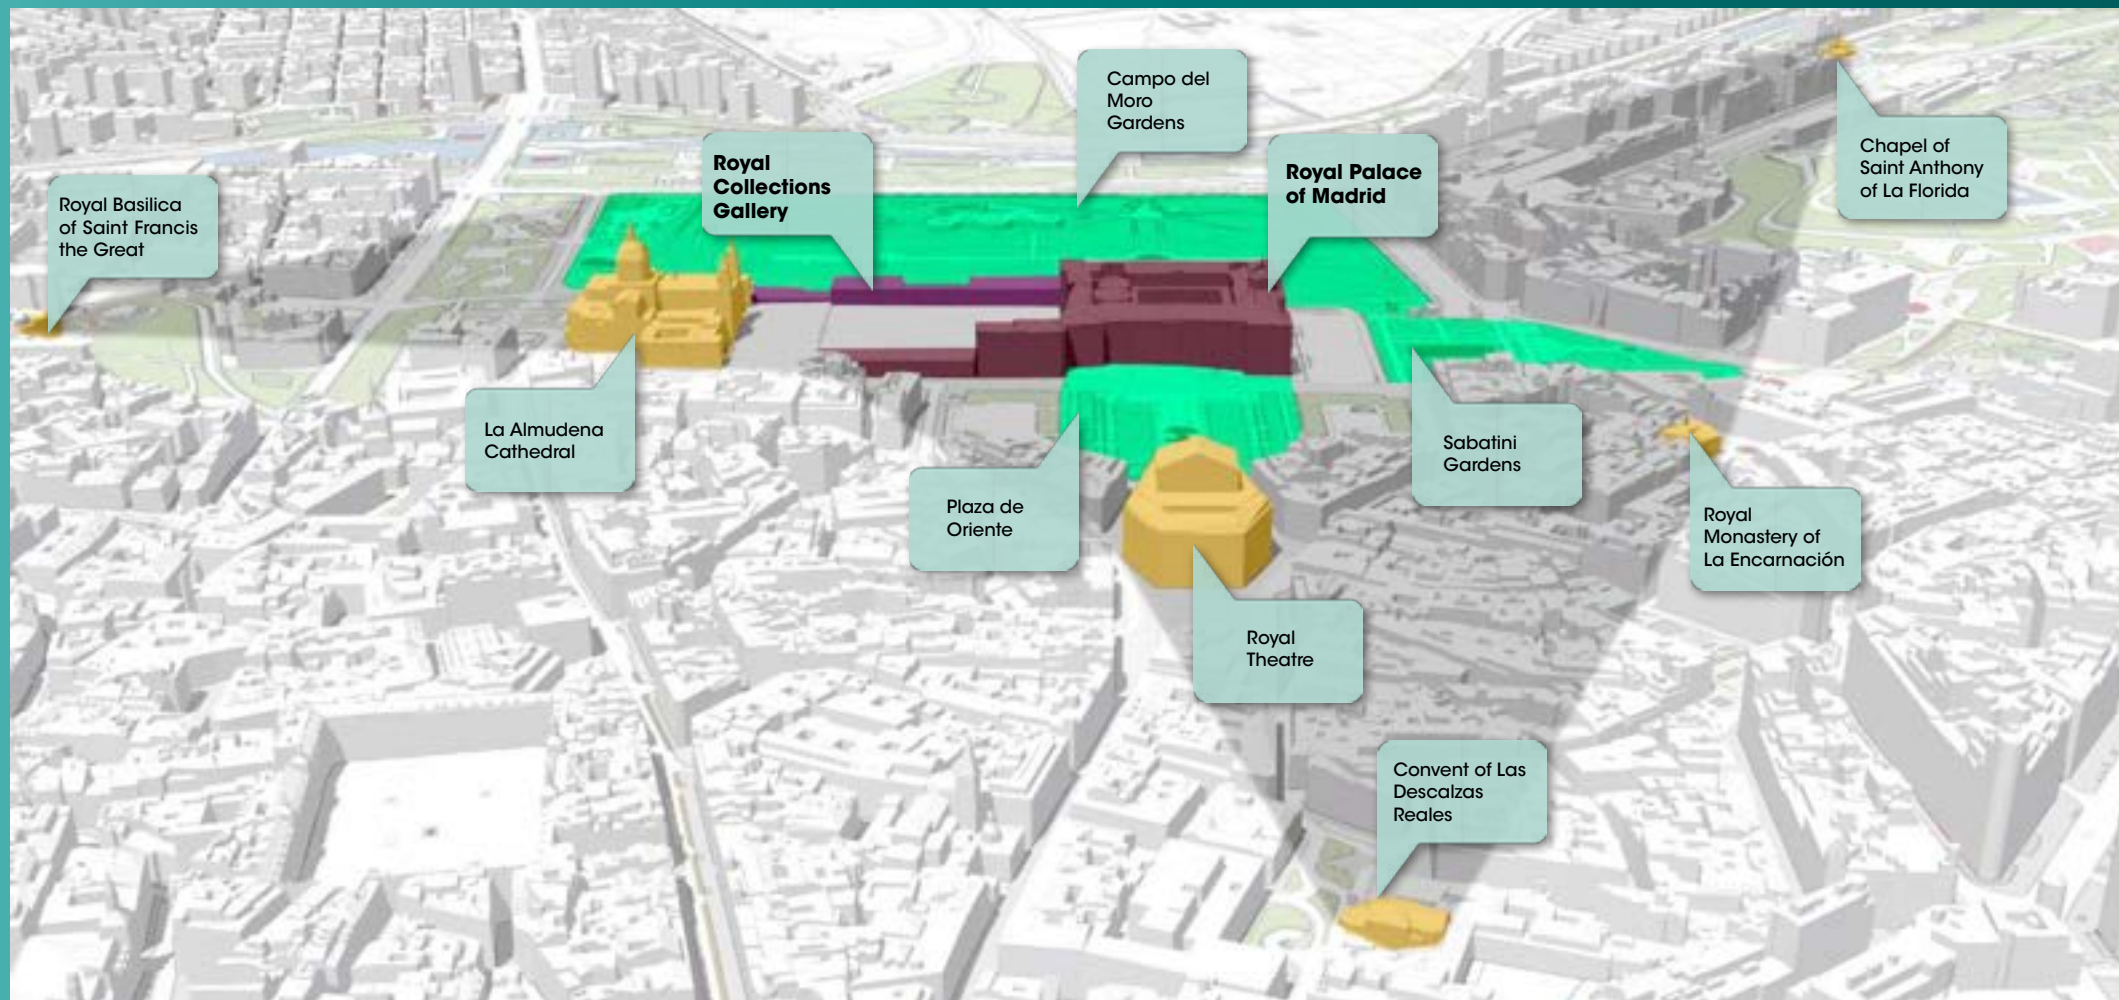 Campo del
Moro
Gardens
Royal
Collections
Gallery
Royal Palace
of Madrid
Chapel of
Saint Anthony
of La Florida
Royal Basilica
of Saint Francis
the Great
La Almudena
Cathedral
Plaza de
Oriente
Sabatini
Gardens
Royal
Monastery of
La Encarnación
Royal
Theatre
Convent of Las
Descalzas
Reales